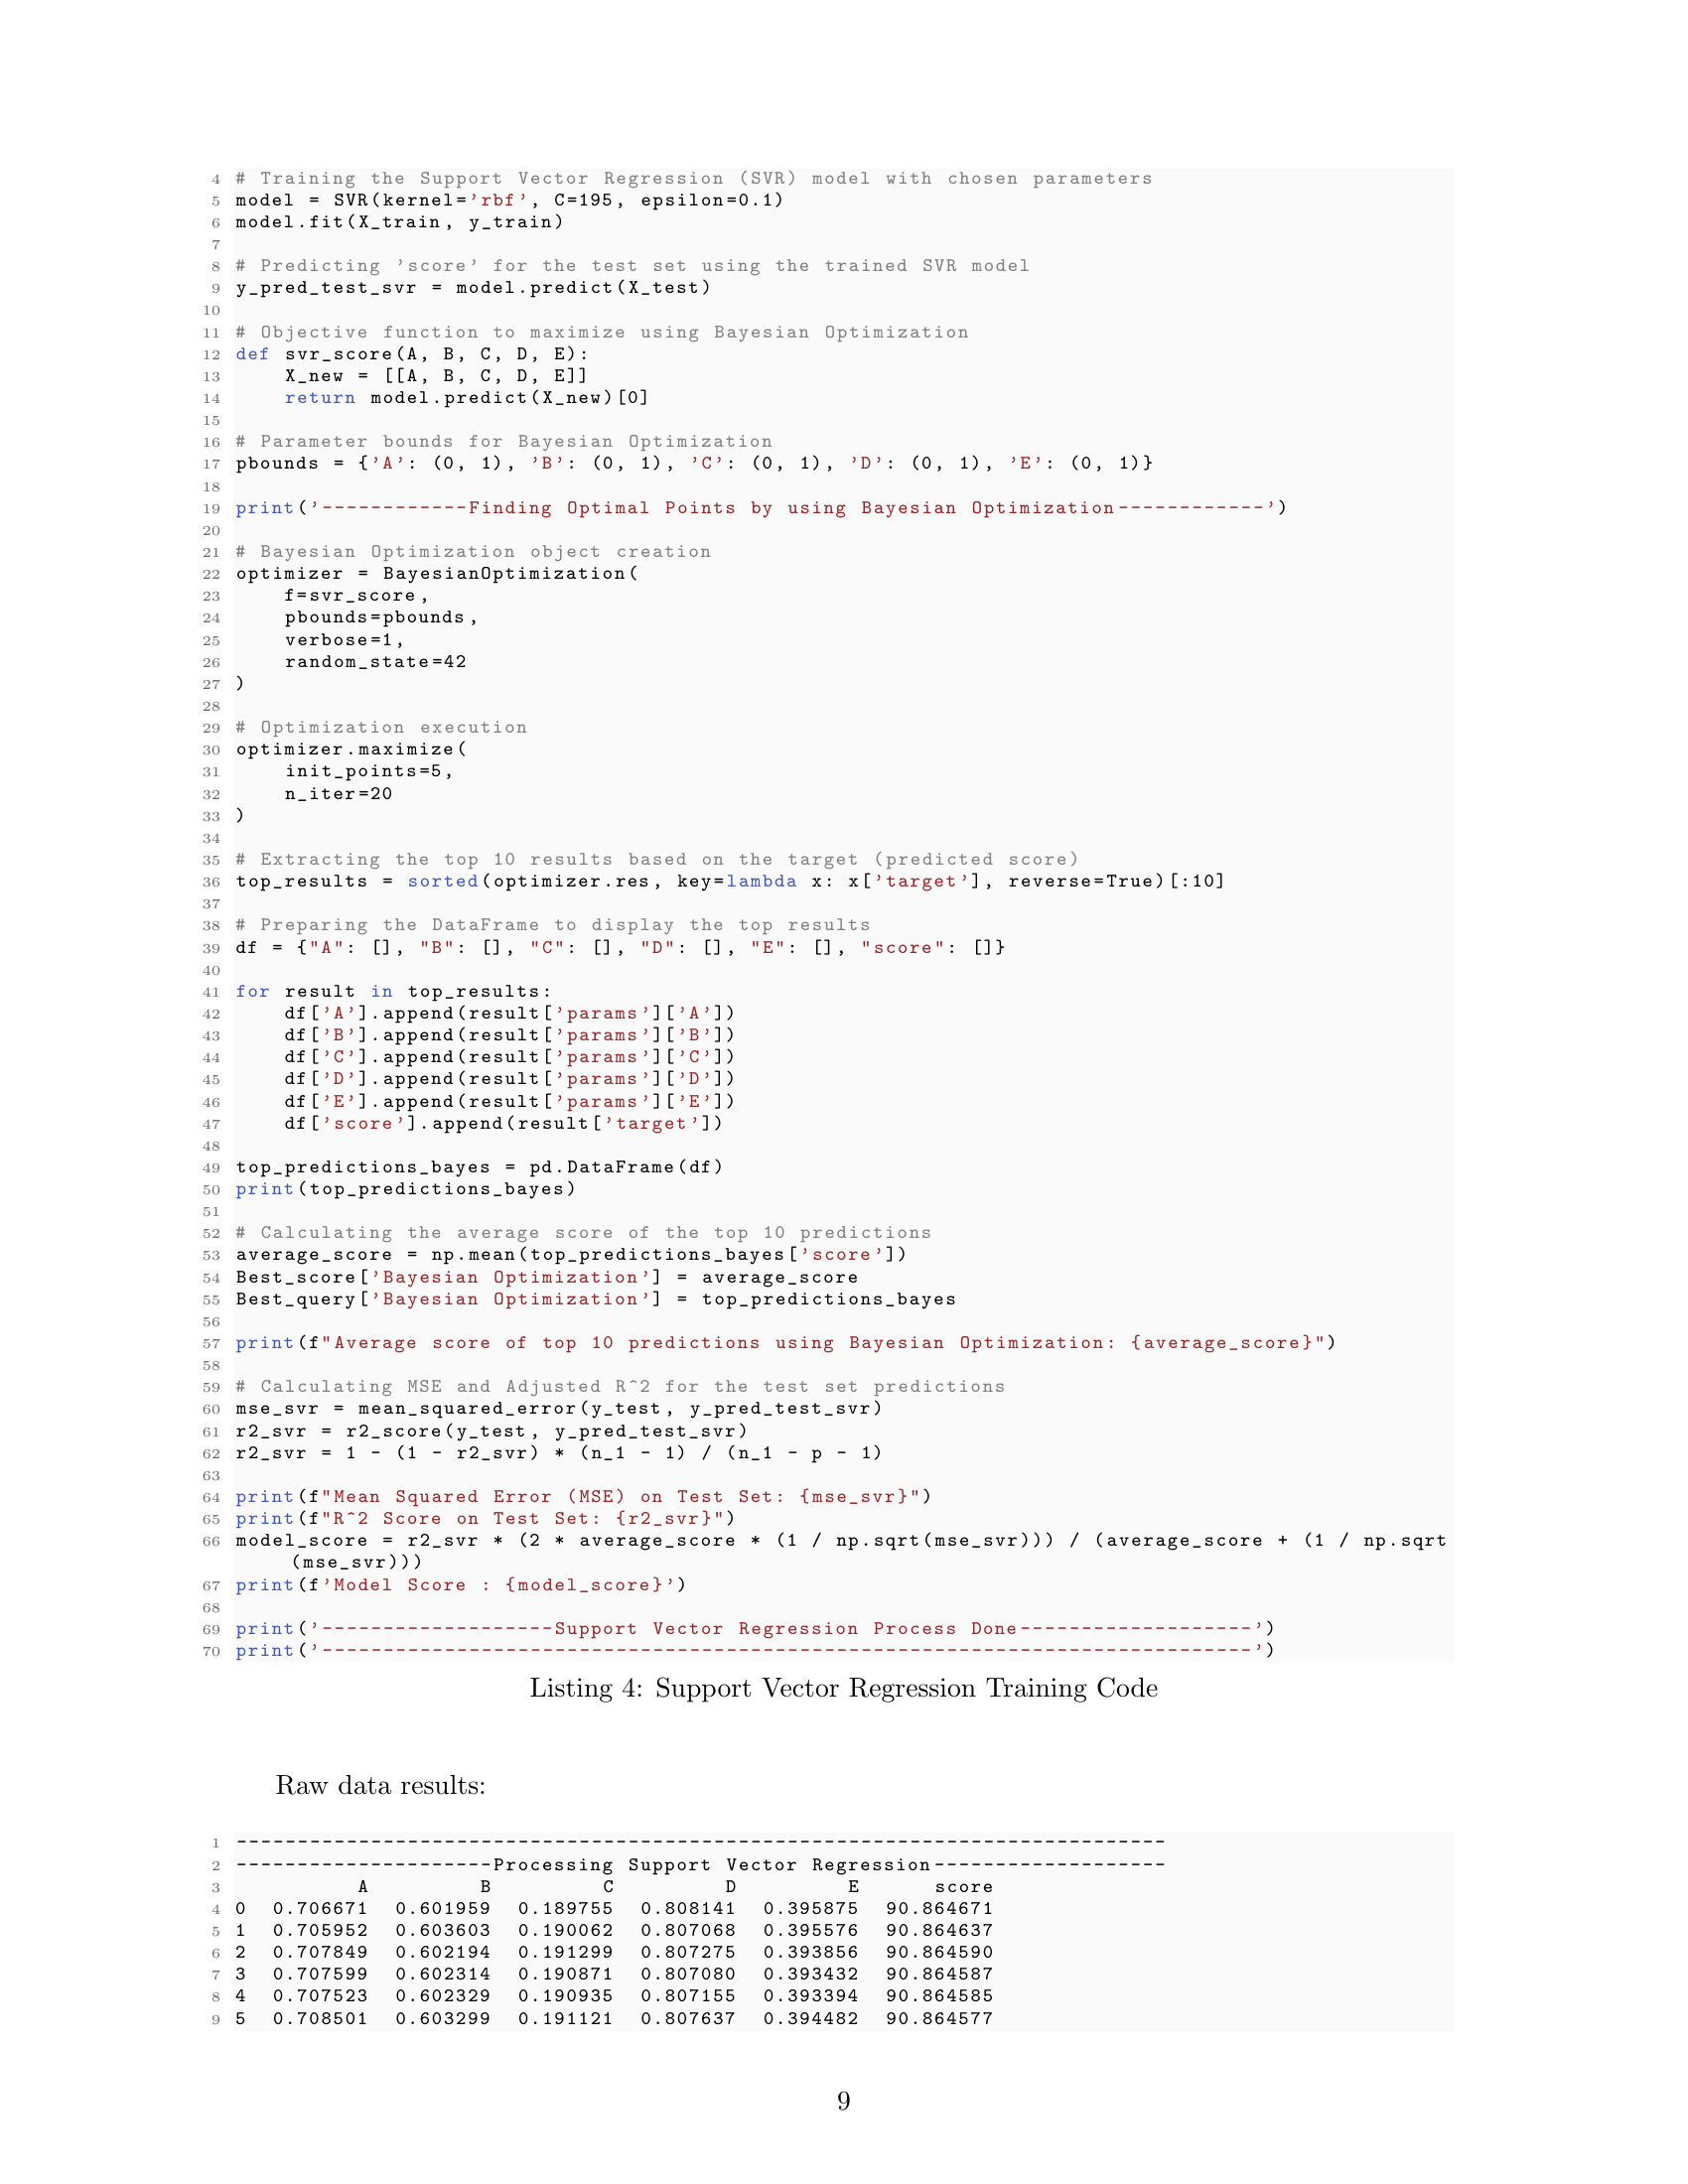 4 # Training the Support Vector Regression (SVR) model with chosen parameters
5 model = SVR(kernel='rbf', C=195, epsilon=0.1)
6 model.fit(X_train, y_train)
7
8 # Predicting 'score' for the test set using the trained SVR model
9 y_pred_test_svr = model.predict(X_test)
10
11 # Objective function to maximize using Bayesian Optimization
12 def svr_score(A, B, C, D, E):
13     X_new = [[A, B, C, D, E]]
14     return model.predict(X_new)[0]
15
16 # Parameter bounds for Bayesian Optimization
17 pbounds = {'A': (0, 1), 'B': (0, 1), 'C': (0, 1), 'D': (0, 1), 'E': (0, 1)}
18
19 print('------------Finding Optimal Points by using Bayesian Optimization------------')
20
21 # Bayesian Optimization object creation
22 optimizer = BayesianOptimization(
23     f=svr_score,
24     pbounds=pbounds,
25     verbose=1,
26     random_state=42
27 )
28
29 # Optimization execution
30 optimizer.maximize(
31     init_points=5,
32     n_iter=20
33 )
34
35 # Extracting the top 10 results based on the target (predicted score)
36 top_results = sorted(optimizer.res, key=lambda x: x['target'], reverse=True)[:10]
37
38 # Preparing the DataFrame to display the top results
39 df = {"A": [], "B": [], "C": [], "D": [], "E": [], "score": []}
40
41 for result in top_results:
42     df['A'].append(result['params']['A'])
43     df['B'].append(result['params']['B'])
44     df['C'].append(result['params']['C'])
45     df['D'].append(result['params']['D'])
46     df['E'].append(result['params']['E'])
47     df['score'].append(result['target'])
48
49 top_predictions_bayes = pd.DataFrame(df)
50 print(top_predictions_bayes)
51
52 # Calculating the average score of the top 10 predictions
53 average_score = np.mean(top_predictions_bayes['score'])
54 Best_score['Bayesian Optimization'] = average_score
55 Best_query['Bayesian Optimization'] = top_predictions_bayes
56
57 print(f"Average score of top 10 predictions using Bayesian Optimization: {average_score}")
58
59 # Calculating MSE and Adjusted R^2 for the test set predictions
60 mse_svr = mean_squared_error(y_test, y_pred_test_svr)
61 r2_svr = r2_score(y_test, y_pred_test_svr)
62 r2_svr = 1 - (1 - r2_svr) * (n_1 - 1) / (n_1 - p - 1)
63
64 print(f"Mean Squared Error (MSE) on Test Set: {mse_svr}")
65 print(f"R^2 Score on Test Set: {r2_svr}")
66 model_score = r2_svr * (2 * average_score * (1 / np.sqrt(mse_svr))) / (average_score + (1 / np.sqrt
(mse_svr)))
67 print(f'Model Score : {model_score}')
68
69 print('-------------------Support Vector Regression Process Done-------------------')
70 print('----------------------------------------------------------------------------')
Listing 4: Support Vector Regression Training Code
Raw data results:
1 ----------------------------------------------------------------------------
2 ---------------------Processing Support Vector Regression-------------------
3 A B C D E score
4 0 0.706671 0.601959 0.189755 0.808141 0.395875 90.864671
5 1 0.705952 0.603603 0.190062 0.807068 0.395576 90.864637
6 2 0.707849 0.602194 0.191299 0.807275 0.393856 90.864590
7 3 0.707599 0.602314 0.190871 0.807080 0.393432 90.864587
8 4 0.707523 0.602329 0.190935 0.807155 0.393394 90.864585
9 5 0.708501 0.603299 0.191121 0.807637 0.394482 90.864577
9